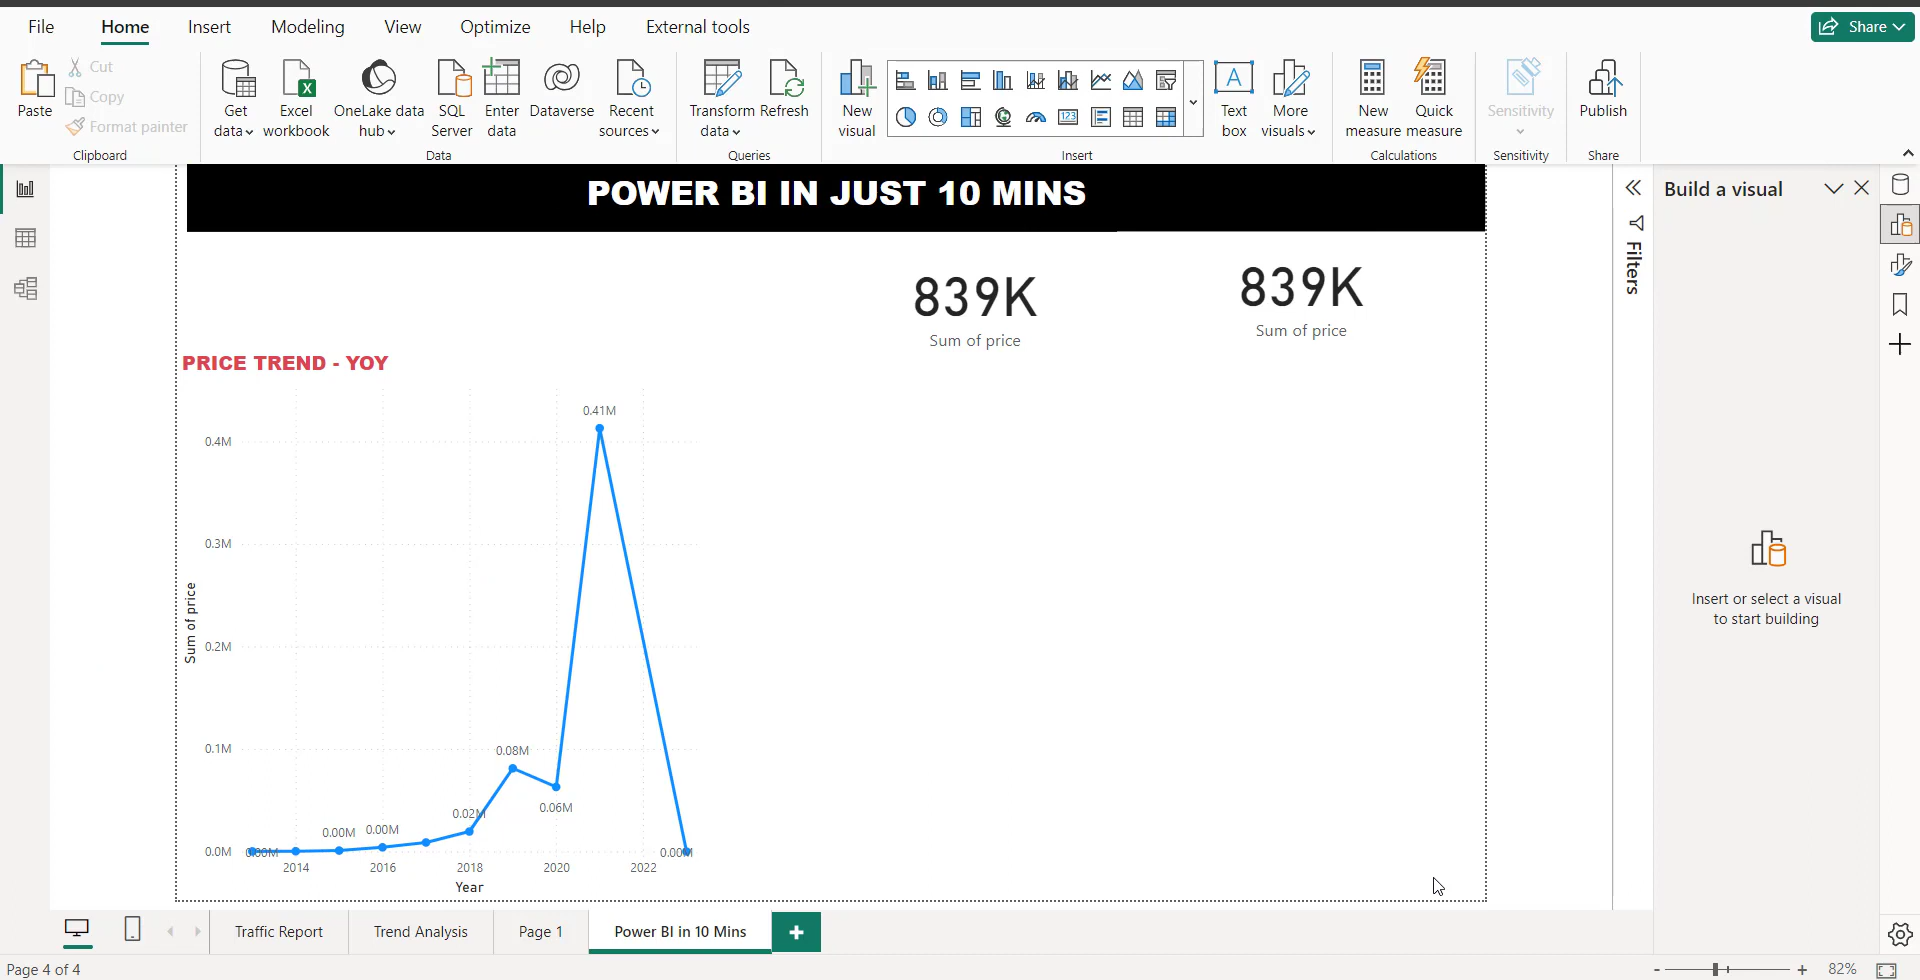 File Home Insert Modeling View Optimize Help External tools Share
Paste
Cut
Copy
Format painter
Clipboard
Get data
Excel workbook
OneLake data hub
SQL Server
Enter data
Dataverse
Recent sources
Data
Transform data
Refresh
Queries
New visual
A
123
Text box
More visuals
Insert
New measure
Quick measure
Calculations
Sensitivity
Sensitivity
Publish
Share
POWER BI IN JUST 10 MINS
839K
Sum of price
839K
Sum of price
PRICE TREND - YOY
0.41M
0.4M
0.3M
0.2M
0.1M
0.0M
Sum of price
0.08M
0.06M
0.02M
0.00M
0.00M
0.00M
0.00M
2014 2016 2018 2020 2022
Year
Filters
Build a visual
Insert or select a visual
to start building
Traffic Report Trend Analysis Page 1 Power BI in 10 Mins +
Page 4 of 4
- + 82%